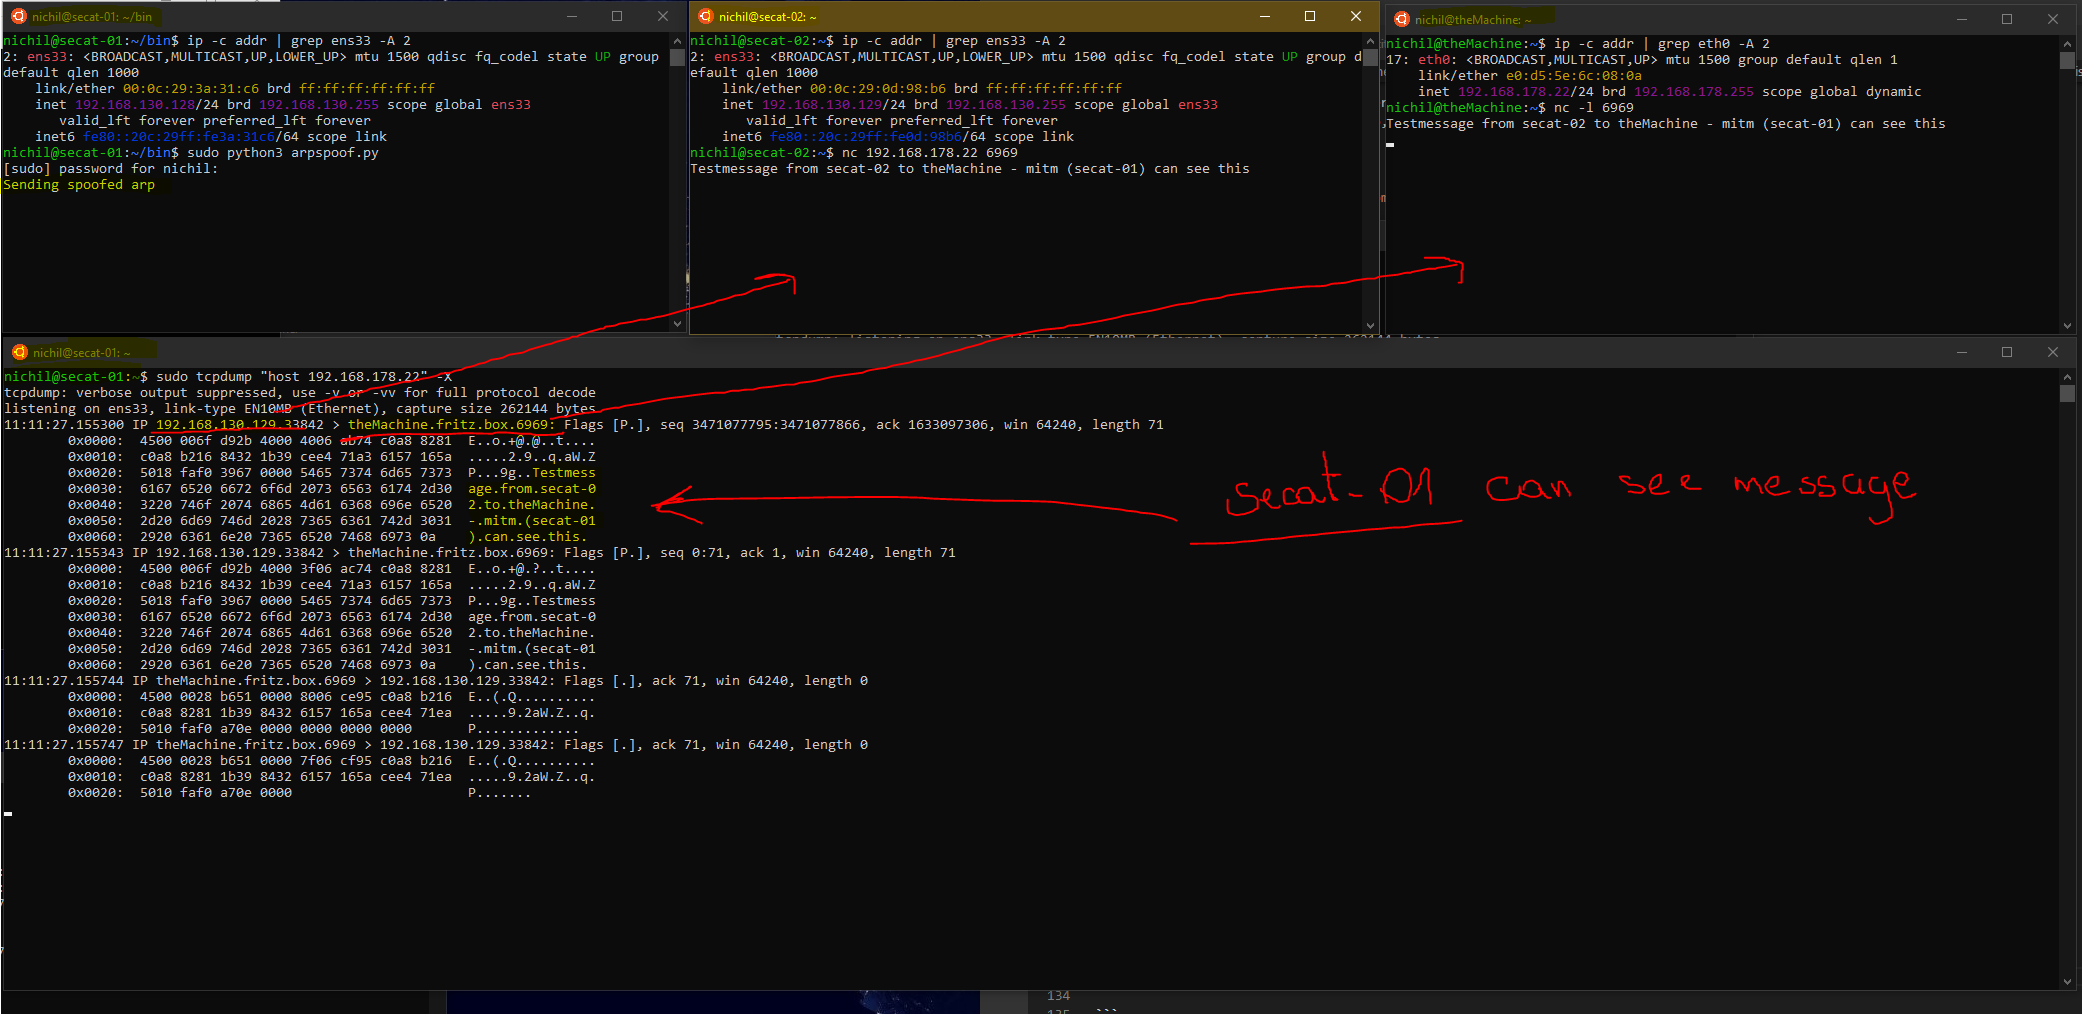 nichil@secat-01: ~/bin
nichil@secat-01:~/bin$ ip -c addr | grep ens33 -A 2
2: ens33: <BROADCAST,MULTICAST,UP,LOWER_UP> mtu 1500 qdisc fq_codel state UP group
default qlen 1000
link/ether 00:0c:29:3a:31:c6 brd ff:ff:ff:ff:ff:ff
inet 192.168.130.128/24 brd 192.168.130.255 scope global ens33
valid_lft forever preferred_lft forever
inet6 fe80::20c:29ff:fe3a:31c6/64 scope link
nichil@secat-01:~/bin$ sudo python3 arpspoof.py
[sudo] password for nichil:
Sending spoofed arp
nichil@secat-02: ~
nichil@secat-02:~$ ip -c addr | grep ens33 -A 2
2: ens33: <BROADCAST,MULTICAST,UP,LOWER_UP> mtu 1500 qdisc fq_codel state UP group d
efault qlen 1000
link/ether 00:0c:29:0d:98:b6 brd ff:ff:ff:ff:ff:ff
inet 192.168.130.129/24 brd 192.168.130.255 scope global ens33
valid_lft forever preferred_lft forever
inet6 fe80::20c:29ff:fe0d:98b6/64 scope link
nichil@secat-02:~$ nc 192.168.178.22 6969
Testmessage from secat-02 to theMachine - mitm (secat-01) can see this
nichil@theMachine: ~
nichil@theMachine:~$ ip -c addr | grep eth0 -A 2
17: eth0: <BROADCAST,MULTICAST,UP> mtu 1500 group default qlen 1
link/ether e0:d5:5e:6c:08:0a
inet 192.168.178.22/24 brd 192.168.178.255 scope global dynamic
nichil@theMachine:~$ nc -l 6969
Testmessage from secat-02 to theMachine - mitm (secat-01) can see this
nichil@secat-01: ~
nichil@secat-01:~$ sudo tcpdump "host 192.168.178.22" -X
tcpdump: verbose output suppressed, use -v or -vv for full protocol decode
listening on ens33, link-type EN10MB (Ethernet), capture size 262144 bytes
11:11:27.155300 IP 192.168.130.129.33842 > theMachine.fritz.box.6969: Flags [P.], seq 3471077795:3471077866, ack 1633097306, win 64240, length 71
0x0000: 4500 006f d92b 4000 4006 ab74 c0a8 8281 E..o.+@.@..t....
0x0010: c0a8 b216 8432 1b39 cee4 71a3 6157 165a .....2.9..q.aW.Z
0x0020: 5018 faf0 3967 0000 5465 7374 6d65 7373 P...9g..Testmess
0x0030: 6167 6520 6672 6f6d 2073 6563 6174 2d30 age.from.secat-0
0x0040: 3220 746f 2074 6865 4d61 6368 696e 6520 2.to.theMachine.
0x0050: 2d20 6d69 746d 2028 7365 6361 742d 3031 -.mitm.(secat-01
0x0060: 2920 6361 6e20 7365 6520 7468 6973 0a ).can.see.this.
11:11:27.155343 IP 192.168.130.129.33842 > theMachine.fritz.box.6969: Flags [P.], seq 0:71, ack 1, win 64240, length 71
0x0000: 4500 006f d92b 4000 3f06 ac74 c0a8 8281 E..o.+@.?..t....
0x0010: c0a8 b216 8432 1b39 cee4 71a3 6157 165a .....2.9..q.aW.Z
0x0020: 5018 faf0 3967 0000 5465 7374 6d65 7373 P...9g..Testmess
0x0030: 6167 6520 6672 6f6d 2073 6563 6174 2d30 age.from.secat-0
0x0040: 3220 746f 2074 6865 4d61 6368 696e 6520 2.to.theMachine.
0x0050: 2d20 6d69 746d 2028 7365 6361 742d 3031 -.mitm.(secat-01
0x0060: 2920 6361 6e20 7365 6520 7468 6973 0a ).can.see.this.
11:11:27.155744 IP theMachine.fritz.box.6969 > 192.168.130.129.33842: Flags [.], ack 71, win 64240, length 0
0x0000: 4500 0028 b651 0000 8006 ce95 c0a8 b216 E..(.Q..........
0x0010: c0a8 8281 1b39 8432 6157 165a cee4 71ea .....9.2aW.Z..q.
0x0020: 5010 faf0 a70e 0000 0000 0000 0000 P.............
11:11:27.155747 IP theMachine.fritz.box.6969 > 192.168.130.129.33842: Flags [.], ack 71, win 64240, length 0
0x0000: 4500 0028 b651 0000 7f06 cf95 c0a8 b216 E..(.Q..........
0x0010: c0a8 8281 1b39 8432 6157 165a cee4 71ea .....9.2aW.Z..q.
0x0020: 5010 faf0 a70e 0000 P.......
secat-01 can see message
134